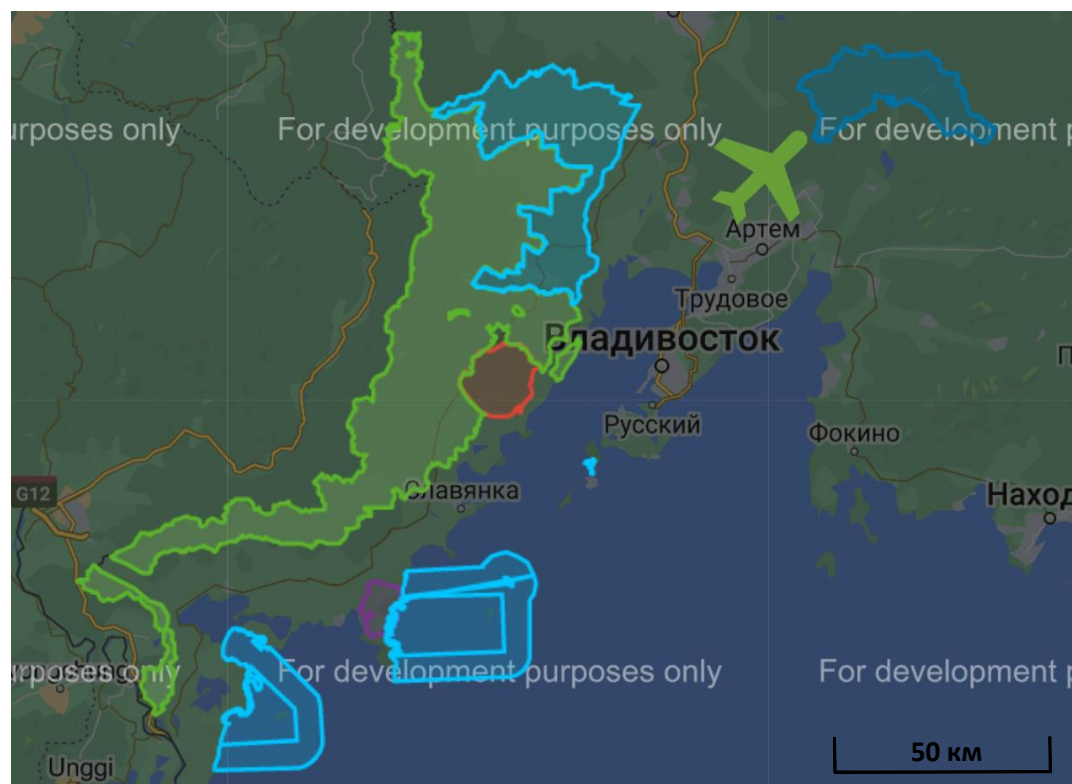 urposes only For development purposes only For development p
Артем
Трудовое
Владивосток
Русский
Фокино
G12
Славянка
Наход
П
urposes only For development purposes only For development p
Unggi
50 км